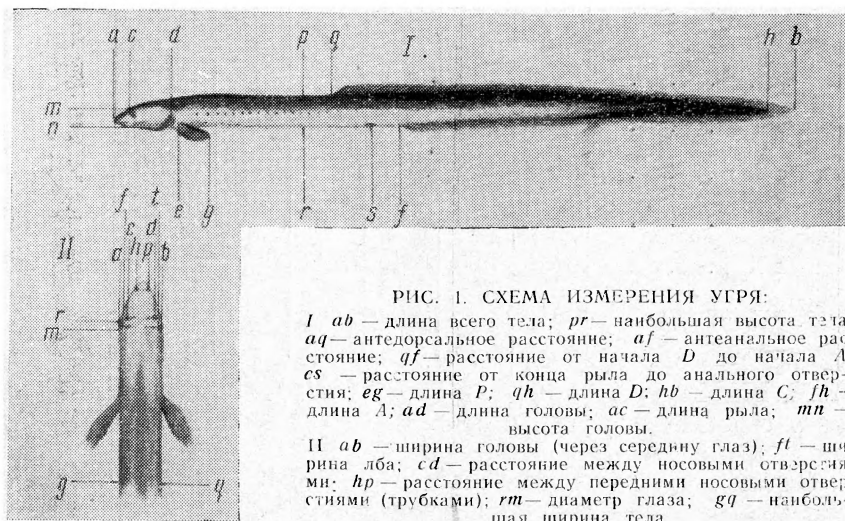 a c d p q I h b
m
n
e g r s f
f t
c d
II a h p b
r
m
g q
РИС. 1. СХЕМА ИЗМЕРЕНИЯ УГРЯ:
I ab — длина всего тела; pr — наибольшая высота тела
aq — антедорсальное расстояние; af — антеанальное рас
стояние; qf — расстояние от начала D до начала A
cs — расстояние от конца рыла до анального отвер-
стия; eg — длина P; qh — длина D; hb — длина C; fh —
длина A; ad — длина головы; ac — длина рыла; mn —
высота головы.
II ab — ширина головы (через середину глаз); ft — ши
рина лба; cd — расстояние между носовыми отверсти
ми; hp — расстояние между передними носовыми отвер
стиями (трубками); rm — диаметр глаза; gq — наиболь-
шая ширина тела